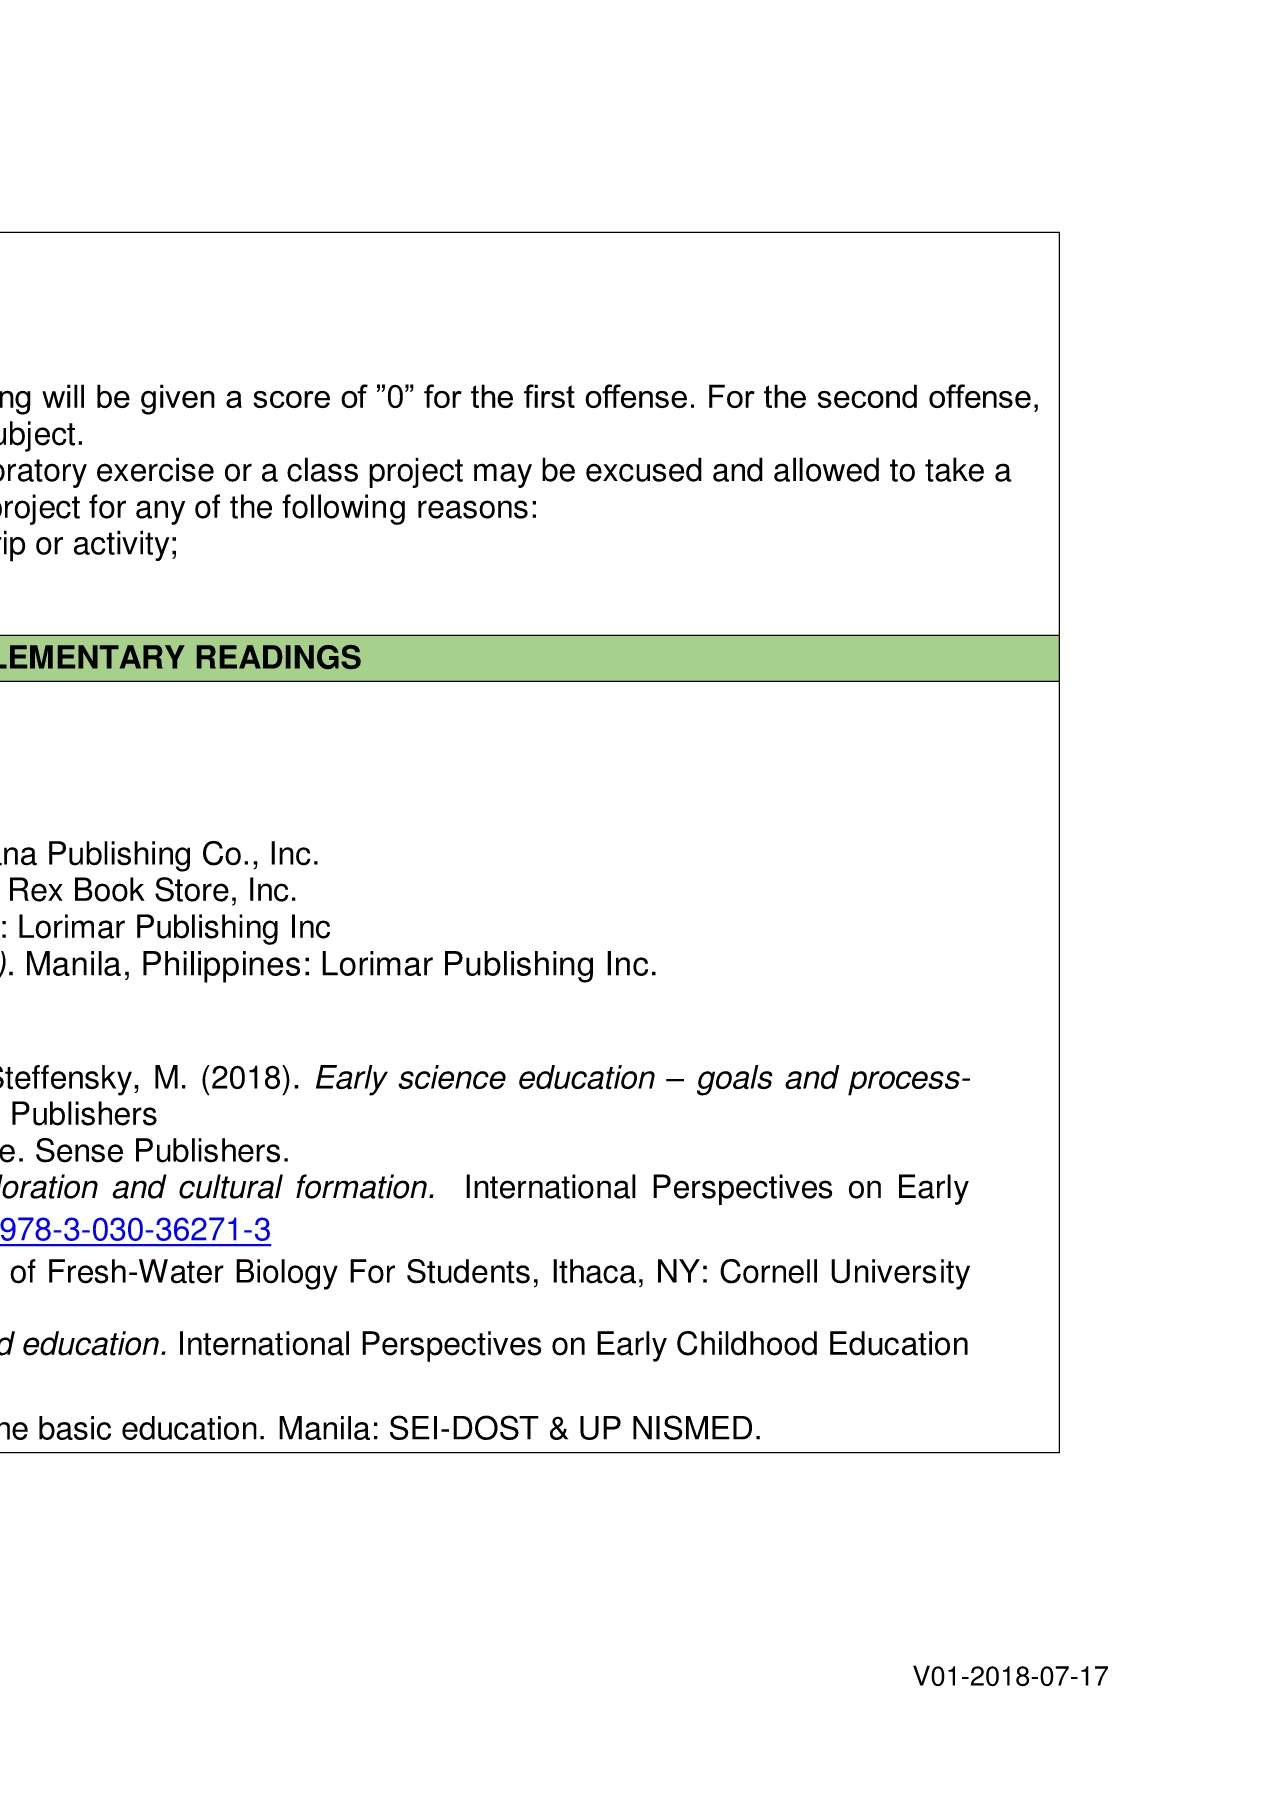 ng will be given a score of ”0” for the first offense. For the second offense,
ubject.
oratory exercise or a class project may be excused and allowed to take a
project for any of the following reasons:
rip or activity;
LEMENTARY READINGS
ana Publishing Co., Inc.
Rex Book Store, Inc.
: Lorimar Publishing Inc
). Manila, Philippines: Lorimar Publishing Inc.
Steffensky, M. (2018). Early science education – goals and process-
Publishers
e. Sense Publishers.
loration and cultural formation. International Perspectives on Early
978-3-030-36271-3
of Fresh-Water Biology For Students, Ithaca, NY: Cornell University
d education. International Perspectives on Early Childhood Education
he basic education. Manila: SEI-DOST & UP NISMED.
V01-2018-07-17